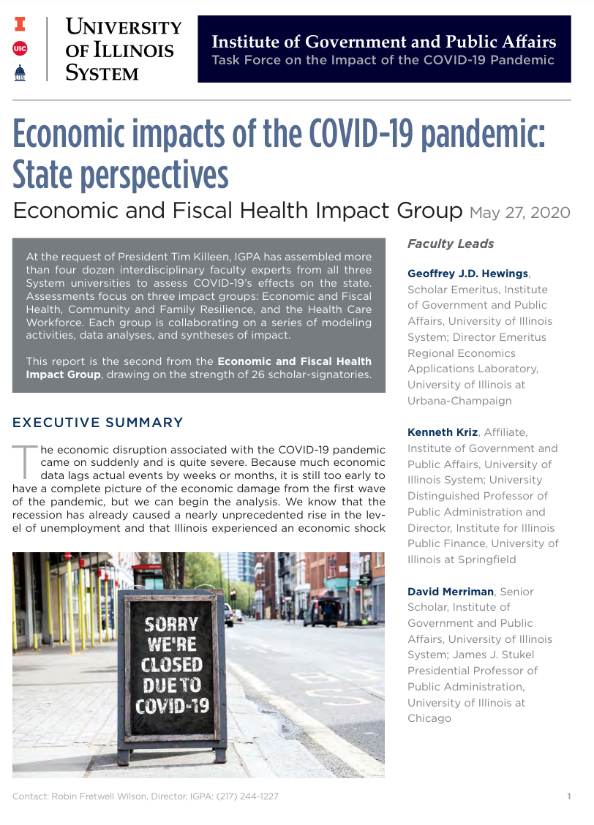 I
UNIVERSITY
OF ILLINOIS
SYSTEM
UIC
UIS
Institute of Government and Public Affairs
Task Force on the Impact of the COVID-19 Pandemic
Economic impacts of the COVID-19 pandemic:
State perspectives
Economic and Fiscal Health Impact Group May 27, 2020
At the request of President Tim Killeen, IGPA has assembled more
than four dozen interdisciplinary faculty experts from all three
System universities to assess COVID-19's effects on the state.
Assessments focus on three impact groups: Economic and Fiscal
Health, Community and Family Resilience, and the Health Care
Workforce. Each group is collaborating on a series of modeling
activities, data analyses, and syntheses of impact.
This report is the second from the Economic and Fiscal Health
Impact Group, drawing on the strength of 26 scholar-signatories.
EXECUTIVE SUMMARY
The economic disruption associated with the COVID-19 pandemic
came on suddenly and is quite severe. Because much economic
data lags actual events by weeks or months, it is still too early to
have a complete picture of the economic damage from the first wave
of the pandemic, but we can begin the analysis. We know that the
recession has already caused a nearly unprecedented rise in the lev-
el of unemployment and that Illinois experienced an economic shock
SORRY
WE'RE
CLOSED
DUE TO
COVID-19
Faculty Leads
Geoffrey J.D. Hewings,
Scholar Emeritus, Institute
of Government and Public
Affairs, University of Illinois
System; Director Emeritus
Regional Economics
Applications Laboratory,
University of Illinois at
Urbana-Champaign
Kenneth Kriz, Affiliate,
Institute of Government and
Public Affairs, University of
Illinois System; University
Distinguished Professor of
Public Administration and
Director, Institute for Illinois
Public Finance, University of
Illinois at Springfield
David Merriman, Senior
Scholar, Institute of
Government and Public
Affairs, University of Illinois
System; James J. Stukel
Presidential Professor of
Public Administration,
University of Illinois at
Chicago
Contact: Robin Fretwell Wilson, Director, IGPA: (217) 244-1227
1